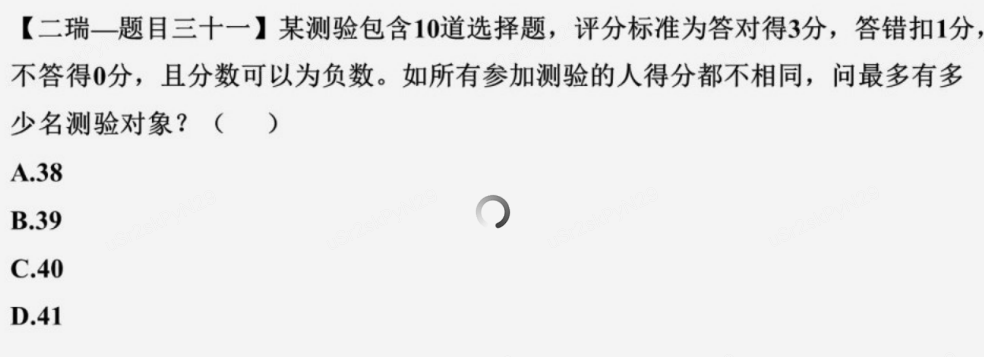 【二瑞—题目三十一】某测验包含10道选择题，评分标准为答对得3分，答错扣1分，
不答得0分，且分数可以为负数。如所有参加测验的人得分都不相同，问最多有多
少名测验对象？（ ）
A.38
B.39
C.40
D.41